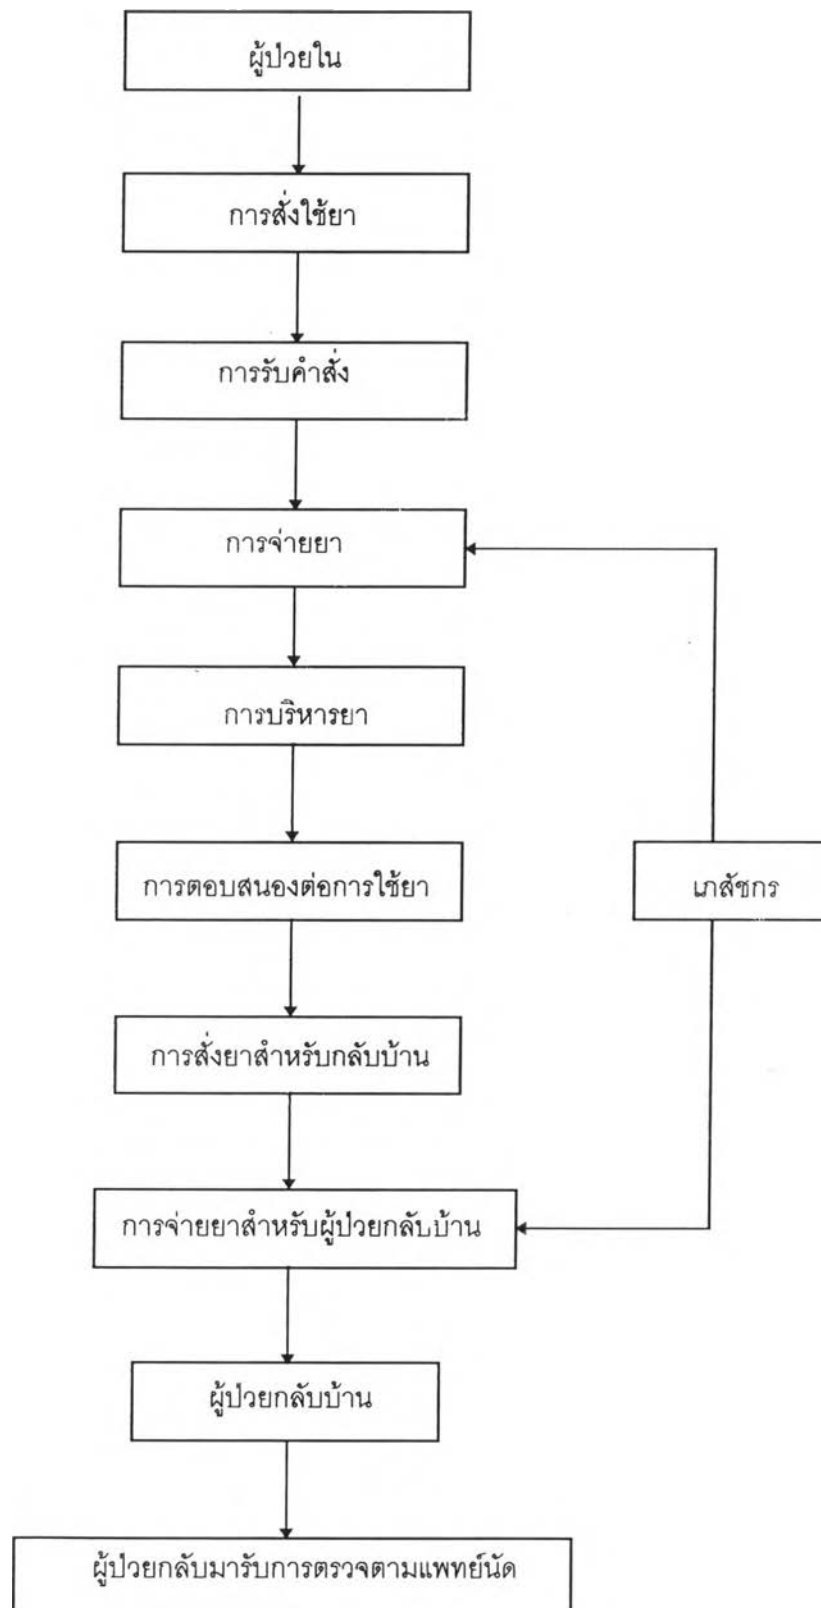 ผู้ป่วยใน
การสั่งใช้ยา
การรับคำสั่ง
การจ่ายยา
การบริหารยา
การตอบสนองต่อการใช้ยา
เภสัชกร
การสั่งยาสำหรับกลับบ้าน
การจ่ายยาสำหรับผู้ป่วยกลับบ้าน
ผู้ป่วยกลับบ้าน
ผู้ป่วยกลับมารับการตรวจตามแพทย์นัด